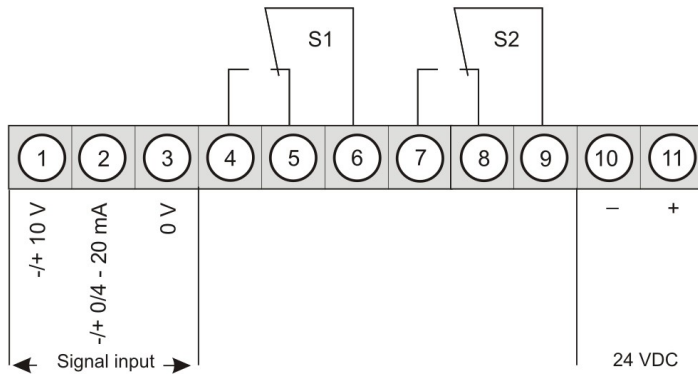 S1
S2
1 2 3 4 5 6 7 8 9 10 11
-/+ 10 V
-/+ 0/4 - 20 mA
0 V
– +
Signal input
24 VDC